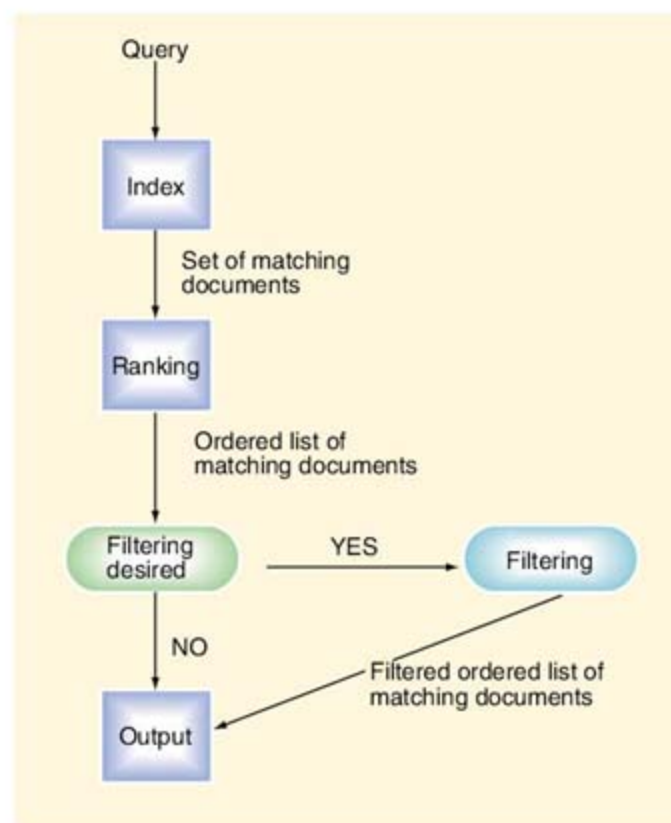 Query
Index
Set of matching
documents
Ranking
Ordered list of
matching documents
Filtering
desired
YES
Filtering
NO
Filtered ordered list of
matching documents
Output